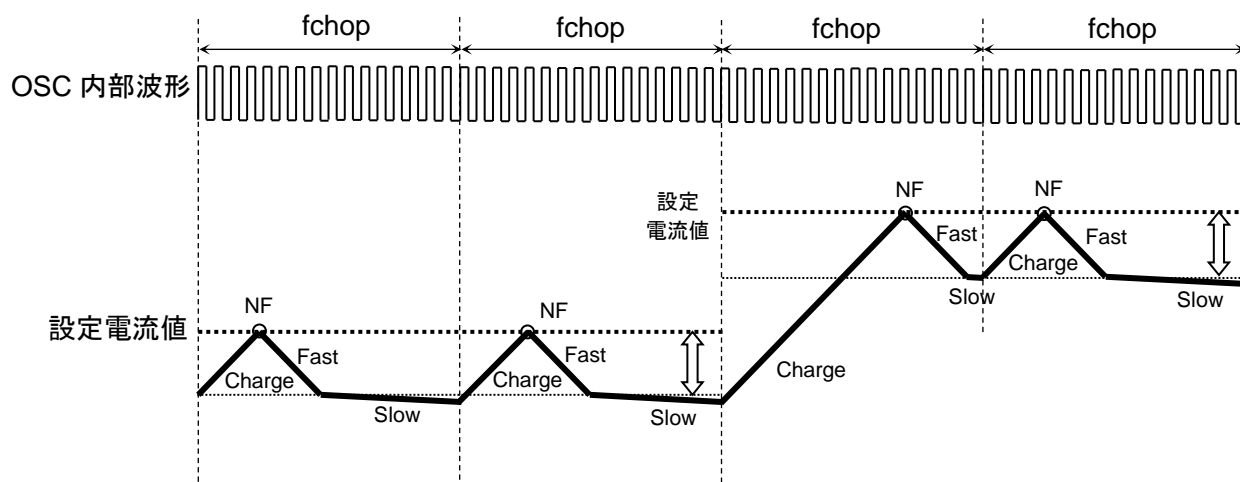 fchop
fchop
fchop
fchop
OSC 内部波形
設定
電流値
NF
Fast
Charge
Slow
NF
Fast
Charge
Slow
設定電流値
NF
Fast
Charge
Slow
NF
Fast
Charge
Slow